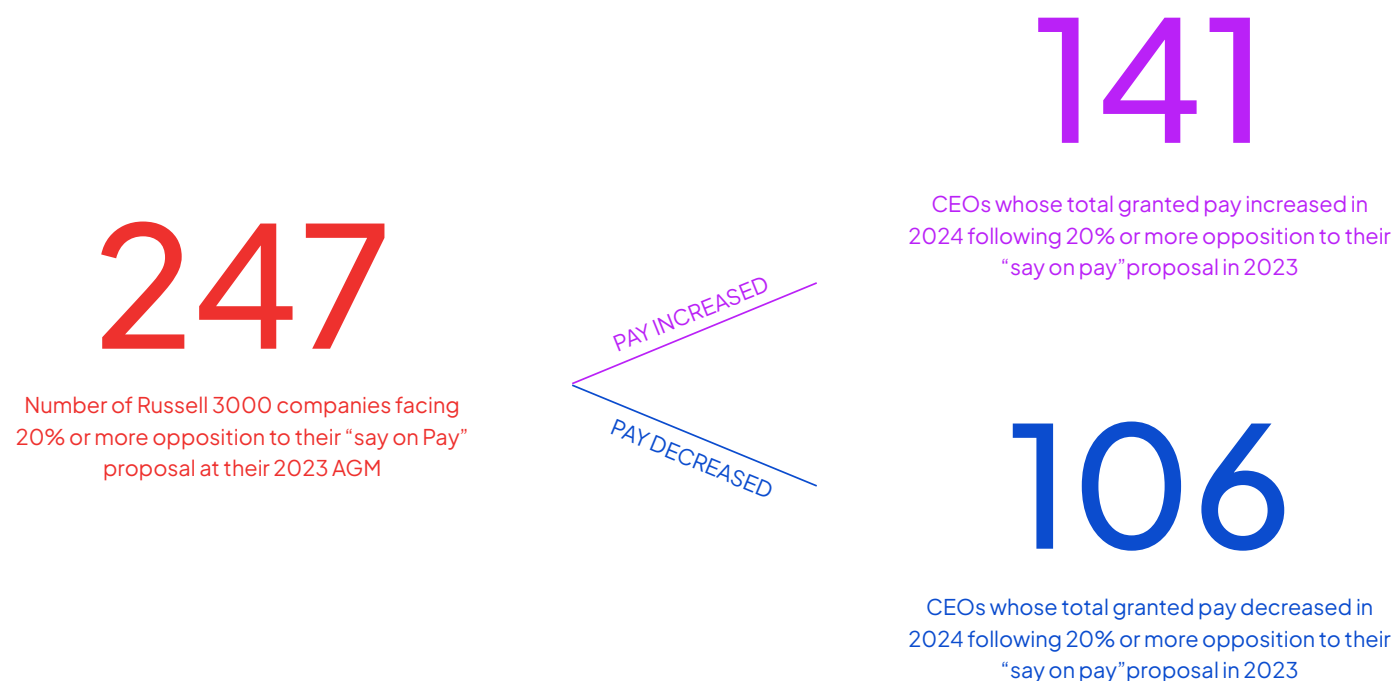 247
Number of Russell 3000 companies facing
20% or more opposition to their “say on Pay”
proposal at their 2023 AGM
PAY INCREASED
PAY DECREASED
141
CEOs whose total granted pay increased in
2024 following 20% or more opposition to their
“say on pay”proposal in 2023
106
CEOs whose total granted pay decreased in
2024 following 20% or more opposition to their
“say on pay”proposal in 2023